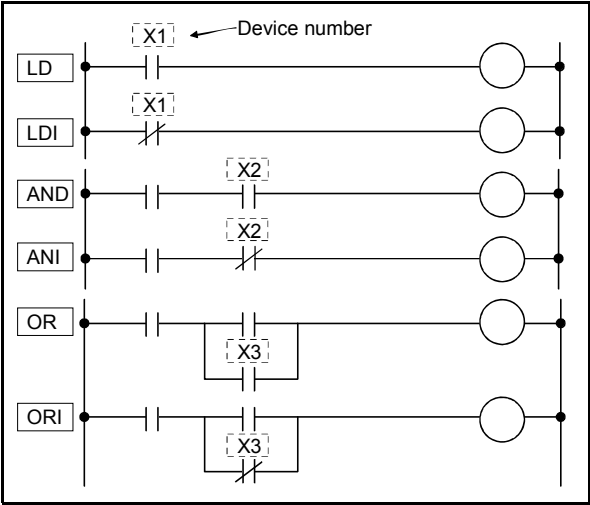 X1 Device number
LD
X1
LDI
X2
AND
X2
ANI
OR
X3
ORI
X3